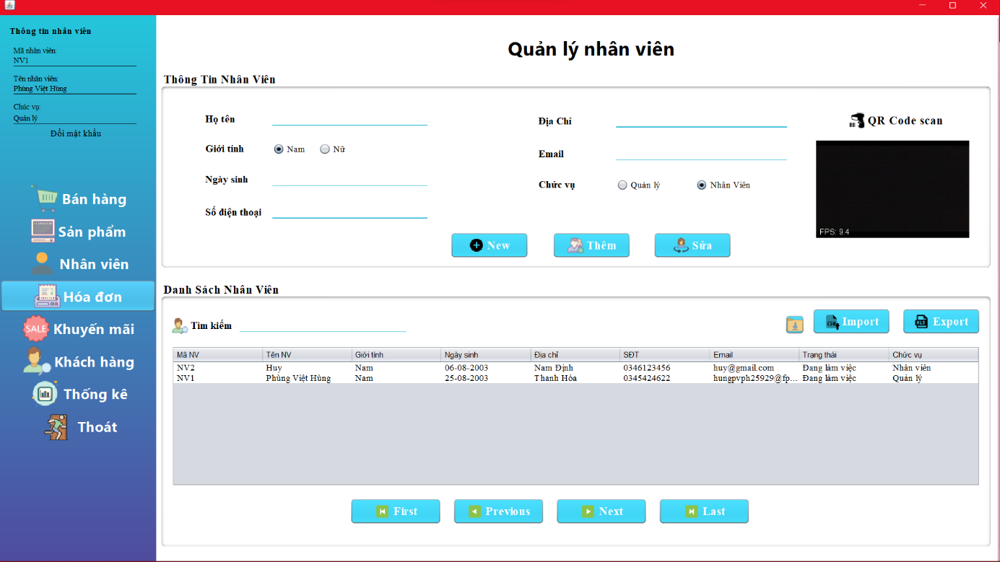 Thông tin nhân viên
Mã nhân viên:
NV1
Tên nhân viên:
Phùng Việt Hùng
Chức vụ:
Quản lý
Đổi mật khẩu
Bán hàng
Sản phẩm
Nhân viên
Hóa đơn
SALE Khuyến mãi
Khách hàng
Thống kê
Thoát
Quản lý nhân viên
Thông Tin Nhân Viên
Họ tên
Giới tính Nam Nữ
Ngày sinh
Số điện thoại
Địa Chỉ
Email
Chức vụ Quản lý Nhân Viên
QR Code scan
FPS: 9.4
New Thêm Sửa
Danh Sách Nhân Viên
Tìm kiếm
CSV Import XLS Export
Mã NV Tên NV Giới tính Ngày sinh Địa chỉ SĐT Email Trạng thái Chức vụ
NV2 Huy Nam 06-08-2003 Nam Định 0346123456 huy@gmail.com Đang làm việc Nhân viên
NV1 Phùng Việt Hùng Nam 25-08-2003 Thanh Hóa 0345424622 hungpvph25929@fp... Đang làm việc Quản lý
First Previous Next Last